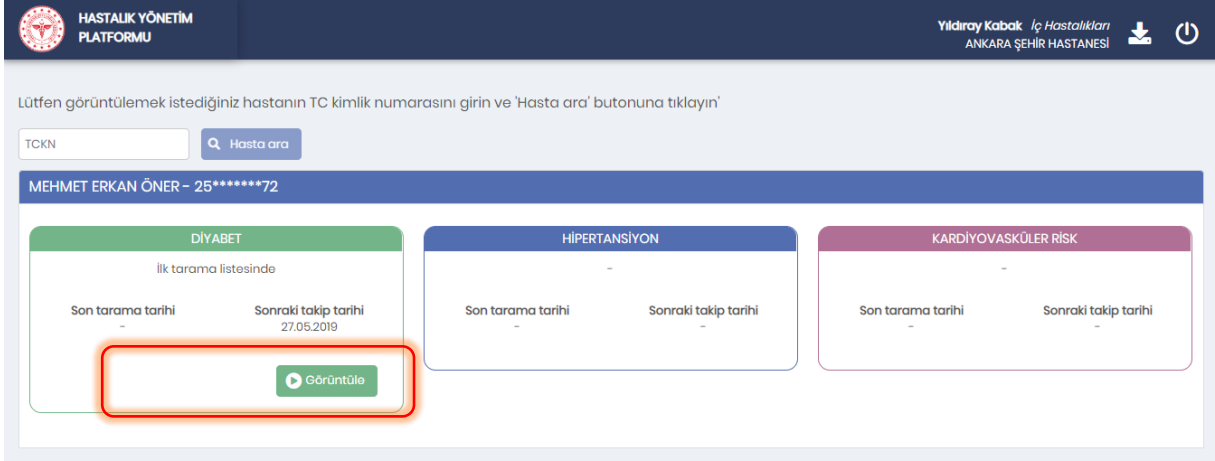 HASTALIK YÖNETİM
PLATFORMU
Yıldıray Kabak İç Hastalıkları
ANKARA ŞEHİR HASTANESİ
Lütfen görüntülemek istediğiniz hastanın TC kimlik numarasını girin ve 'Hasta ara' butonuna tıklayın'
TCKN
Hasta ara
MEHMET ERKAN ÖNER - 25*******72
DİYABET
İlk tarama listesinde
Son tarama tarihi Sonraki takip tarihi
- 27.05.2019
Görüntüle
HİPERTANSİYON
-
Son tarama tarihi Sonraki takip tarihi
- -
KARDİYOVASKÜLER RİSK
-
Son tarama tarihi Sonraki takip tarihi
- -